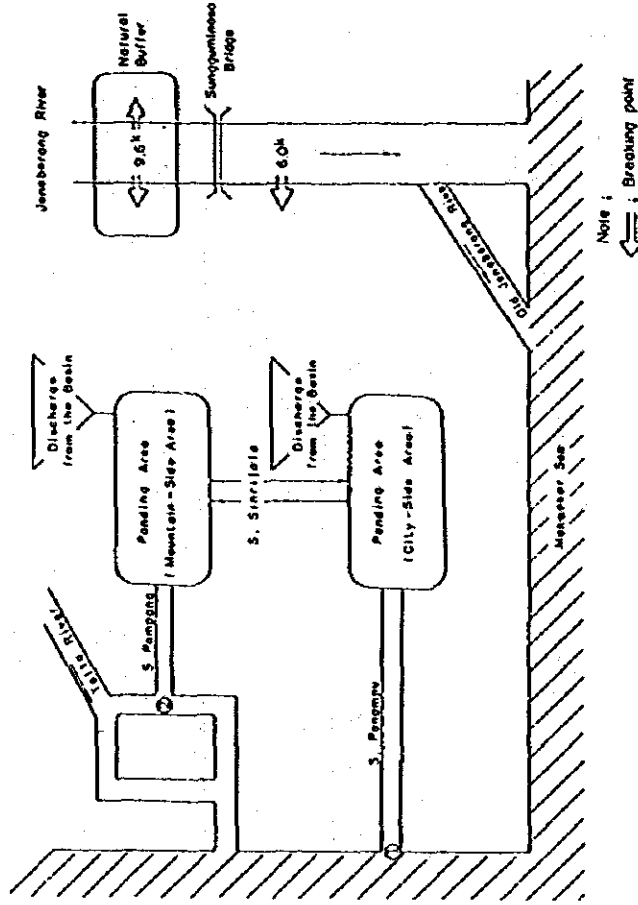 Jeneberang River
Natural
Buffer
9.6k
Sungguminasa
Bridge
6.0k
Old Jeneberang River
Discharge
from the Basin
Ponding Area
(Mountain-Side Area)
S. Sinrijala
Discharge
from the Basin
Ponding Area
(City-Side Area)
Tallo River
S. Pampang
2
S. Panampu
1
Makassar Sea
Note ;
; Breaking point